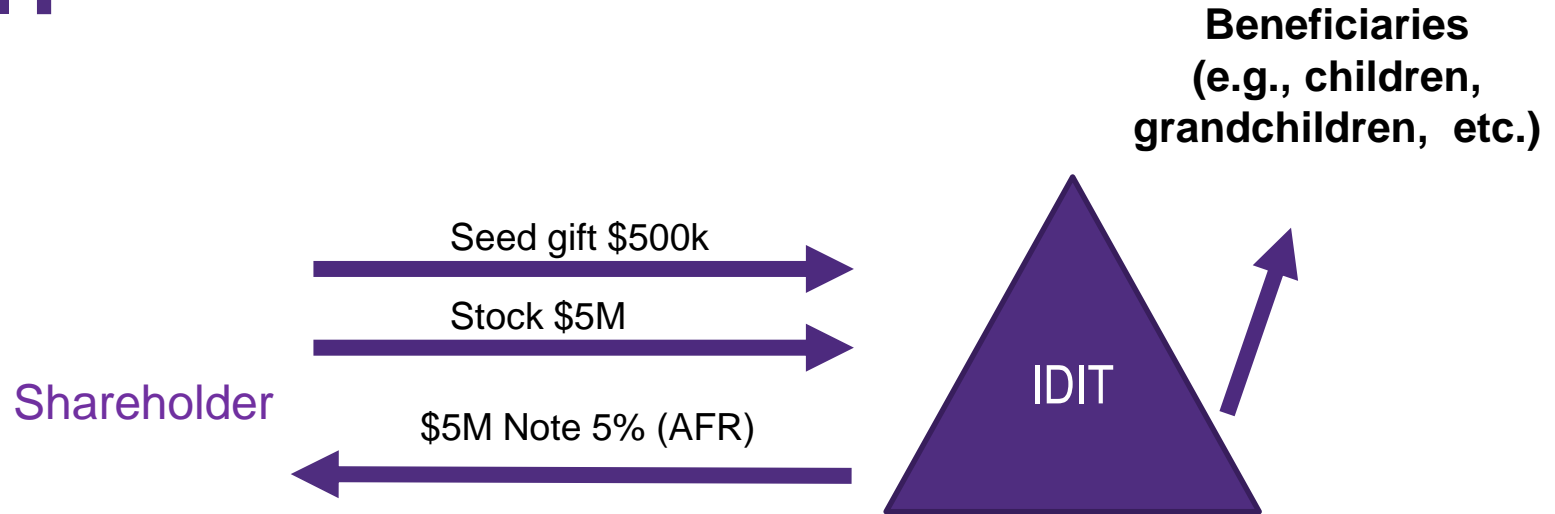 Beneficiaries
(e.g., children,
grandchildren, etc.)
Seed gift $500k
Stock $5M
Shareholder
$5M Note 5% (AFR)
IDIT